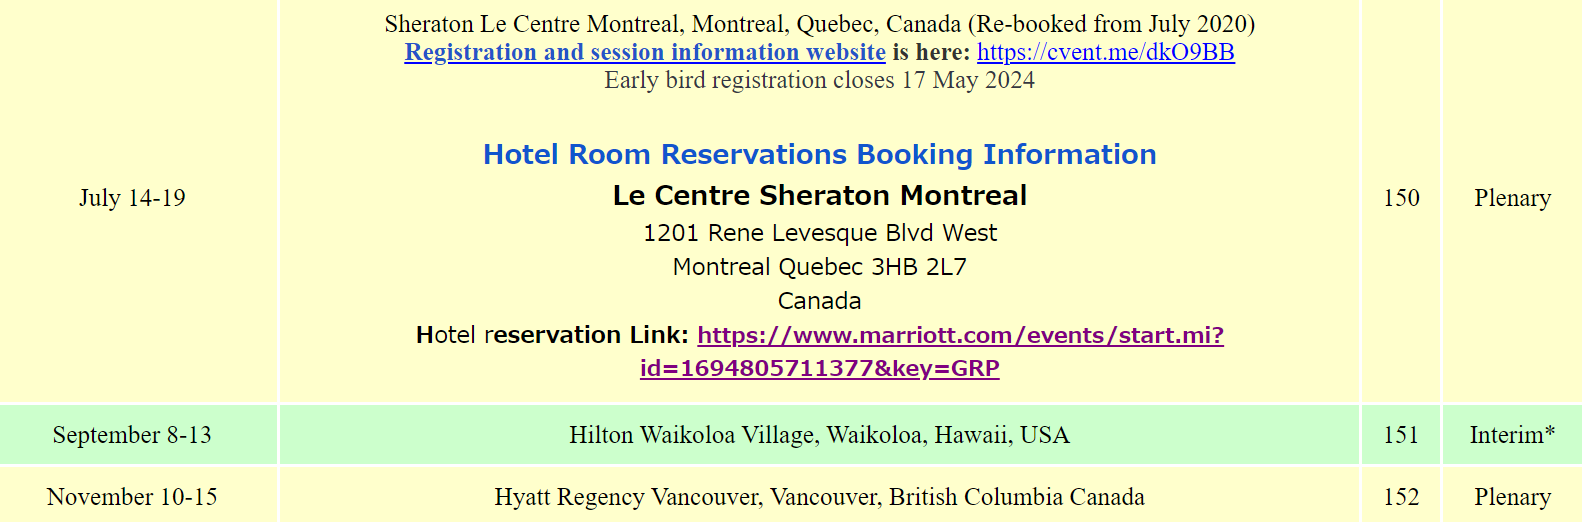 Sheraton Le Centre Montreal, Montreal, Quebec, Canada (Re-booked from July 2020)
Registration and session information website is here: https://cvent.me/dkO9BB
Early bird registration closes 17 May 2024
Hotel Room Reservations Booking Information
Le Centre Sheraton Montreal
July 14-19
150
Plenary
1201 Rene Levesque Blvd West
Montreal Quebec 3HB 2L7
Canada
Hotel reservation Link: https://www.marriott.com/events/start.mi?
id=1694805711377&key=GRP
September 8-13
Hilton Waikoloa Village, Waikoloa, Hawaii, USA
151
Interim*
November 10-15
Hyatt Regency Vancouver, Vancouver, British Columbia Canada
152
Plenary